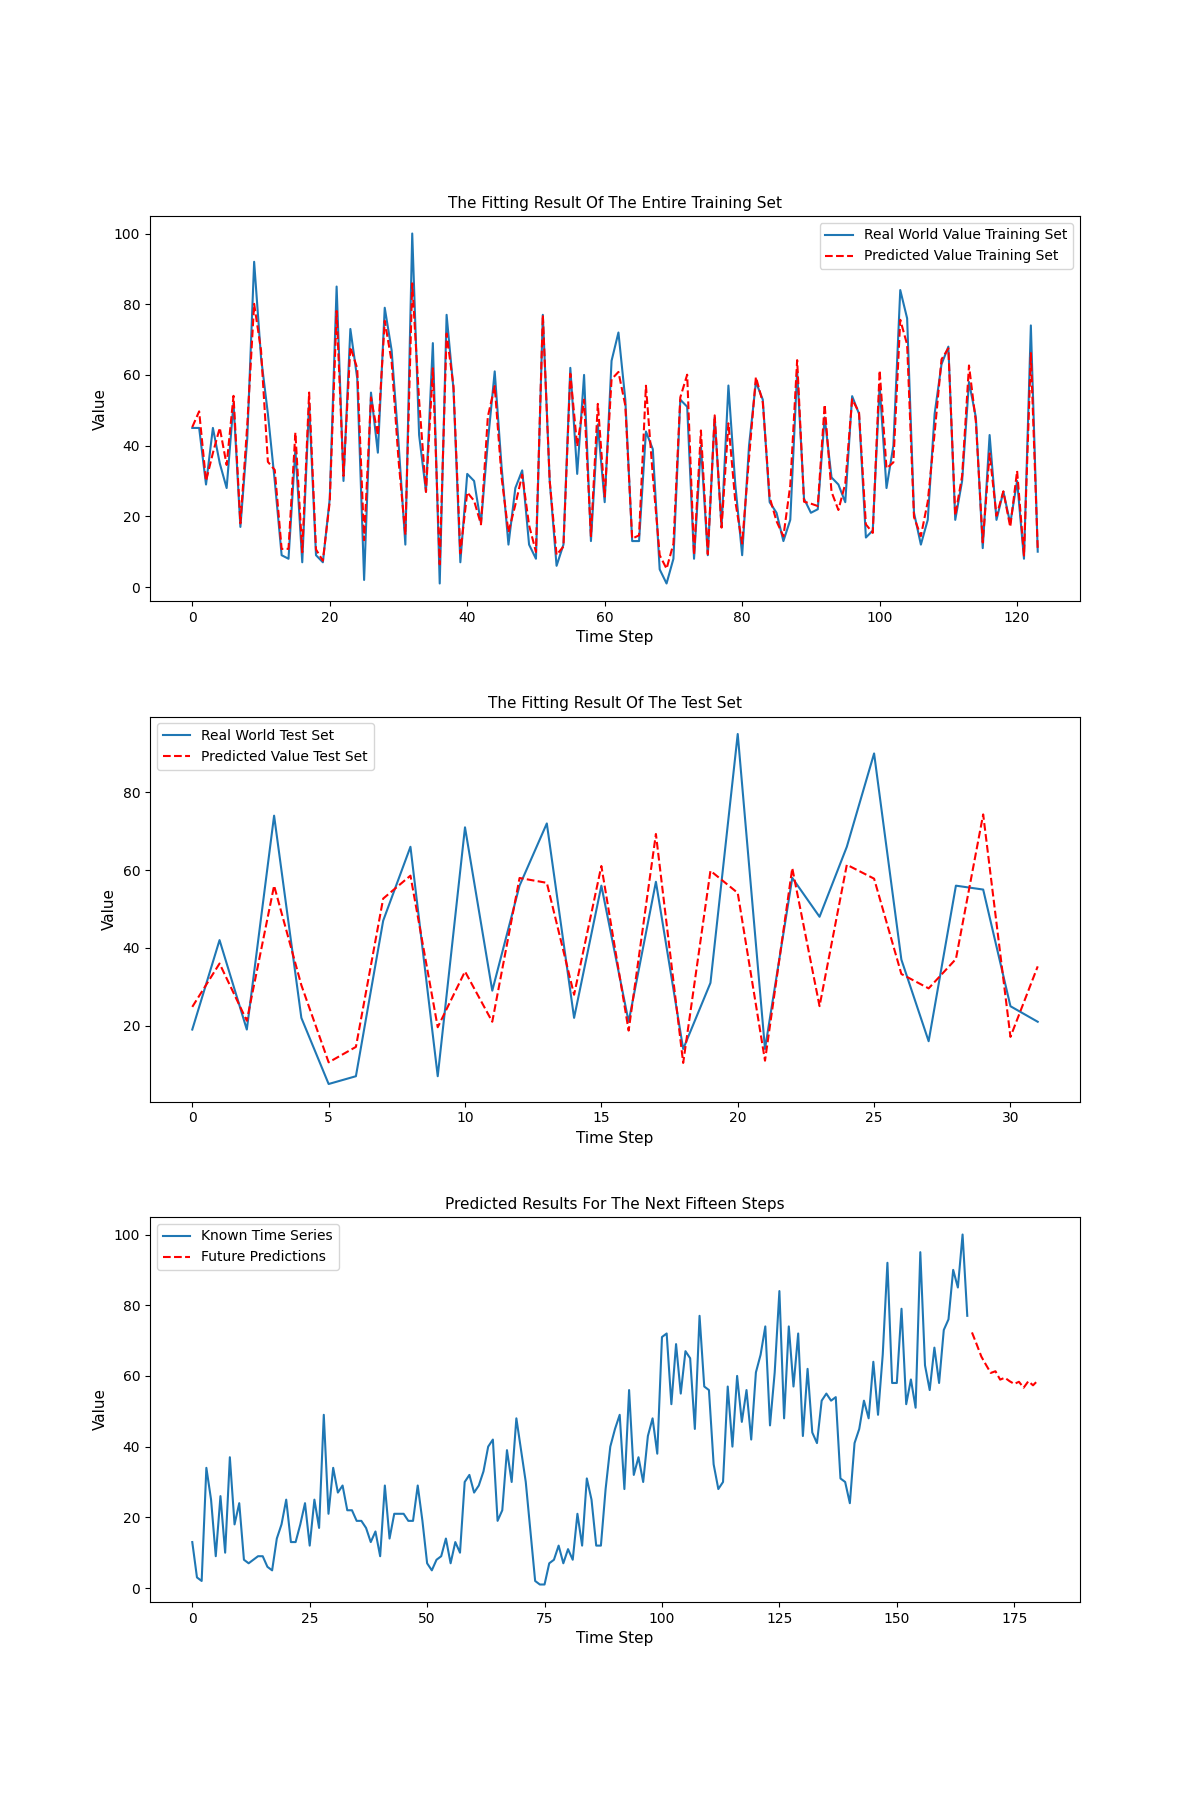 The Fitting Result Of The Entire Training Set
Real World Value Training Set
Predicted Value Training Set
100
80
60
40
20
0
Value
0 20 40 60 80 100 120
Time Step
The Fitting Result Of The Test Set
Real World Test Set
Predicted Value Test Set
80
60
40
20
Value
0 5 10 15 20 25 30
Time Step
Predicted Results For The Next Fifteen Steps
Known Time Series
Future Predictions
100
80
60
40
20
0
Value
0 25 50 75 100 125 150 175
Time Step